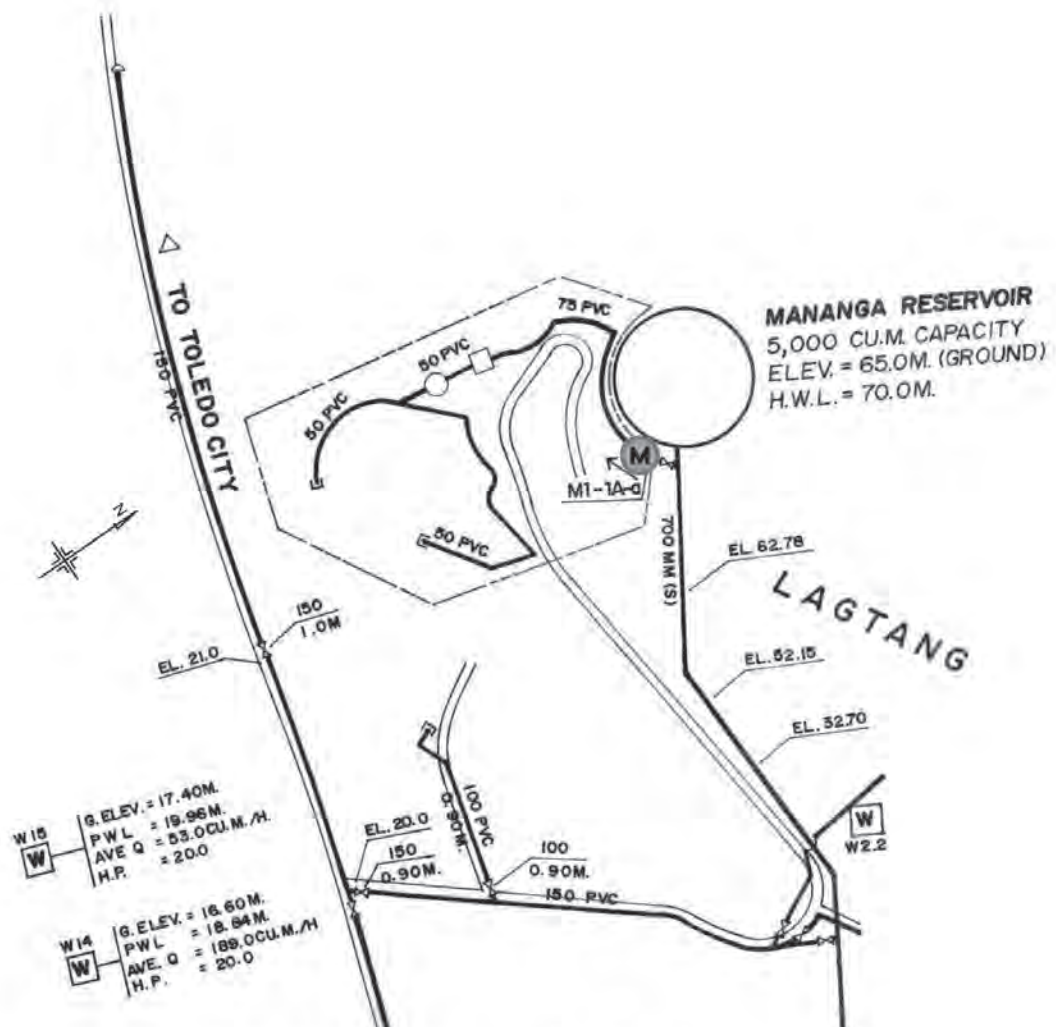 TO TOLEDO CITY
150 PVC
75 PVC
50 PVC
50 PVC
50 PVC
MANANGA RESERVOIR
5,000 CU.M. CAPACITY
ELEV. = 65.0M. (GROUND)
H.W.L. = 70.0M.
M
M1-1A-a
N
700 MM (S)
EL. 62.78
LAGTANG
EL. 52.15
EL. 32.70
150
1.0M
EL. 21.0
100 PVC
0.90M.
EL. 20.0
150
0.90M.
100
0.90M.
150 PVC
W
W2.2
W15
W
G. ELEV. = 17.40M.
PWL = 19.96M.
AVE Q = 53.0CU.M./H.
H.P. = 20.0
W14
W
G. ELEV. = 16.60M.
PWL = 18.84M.
AVE. Q = 189.0CU.M./H
H.P. = 20.0